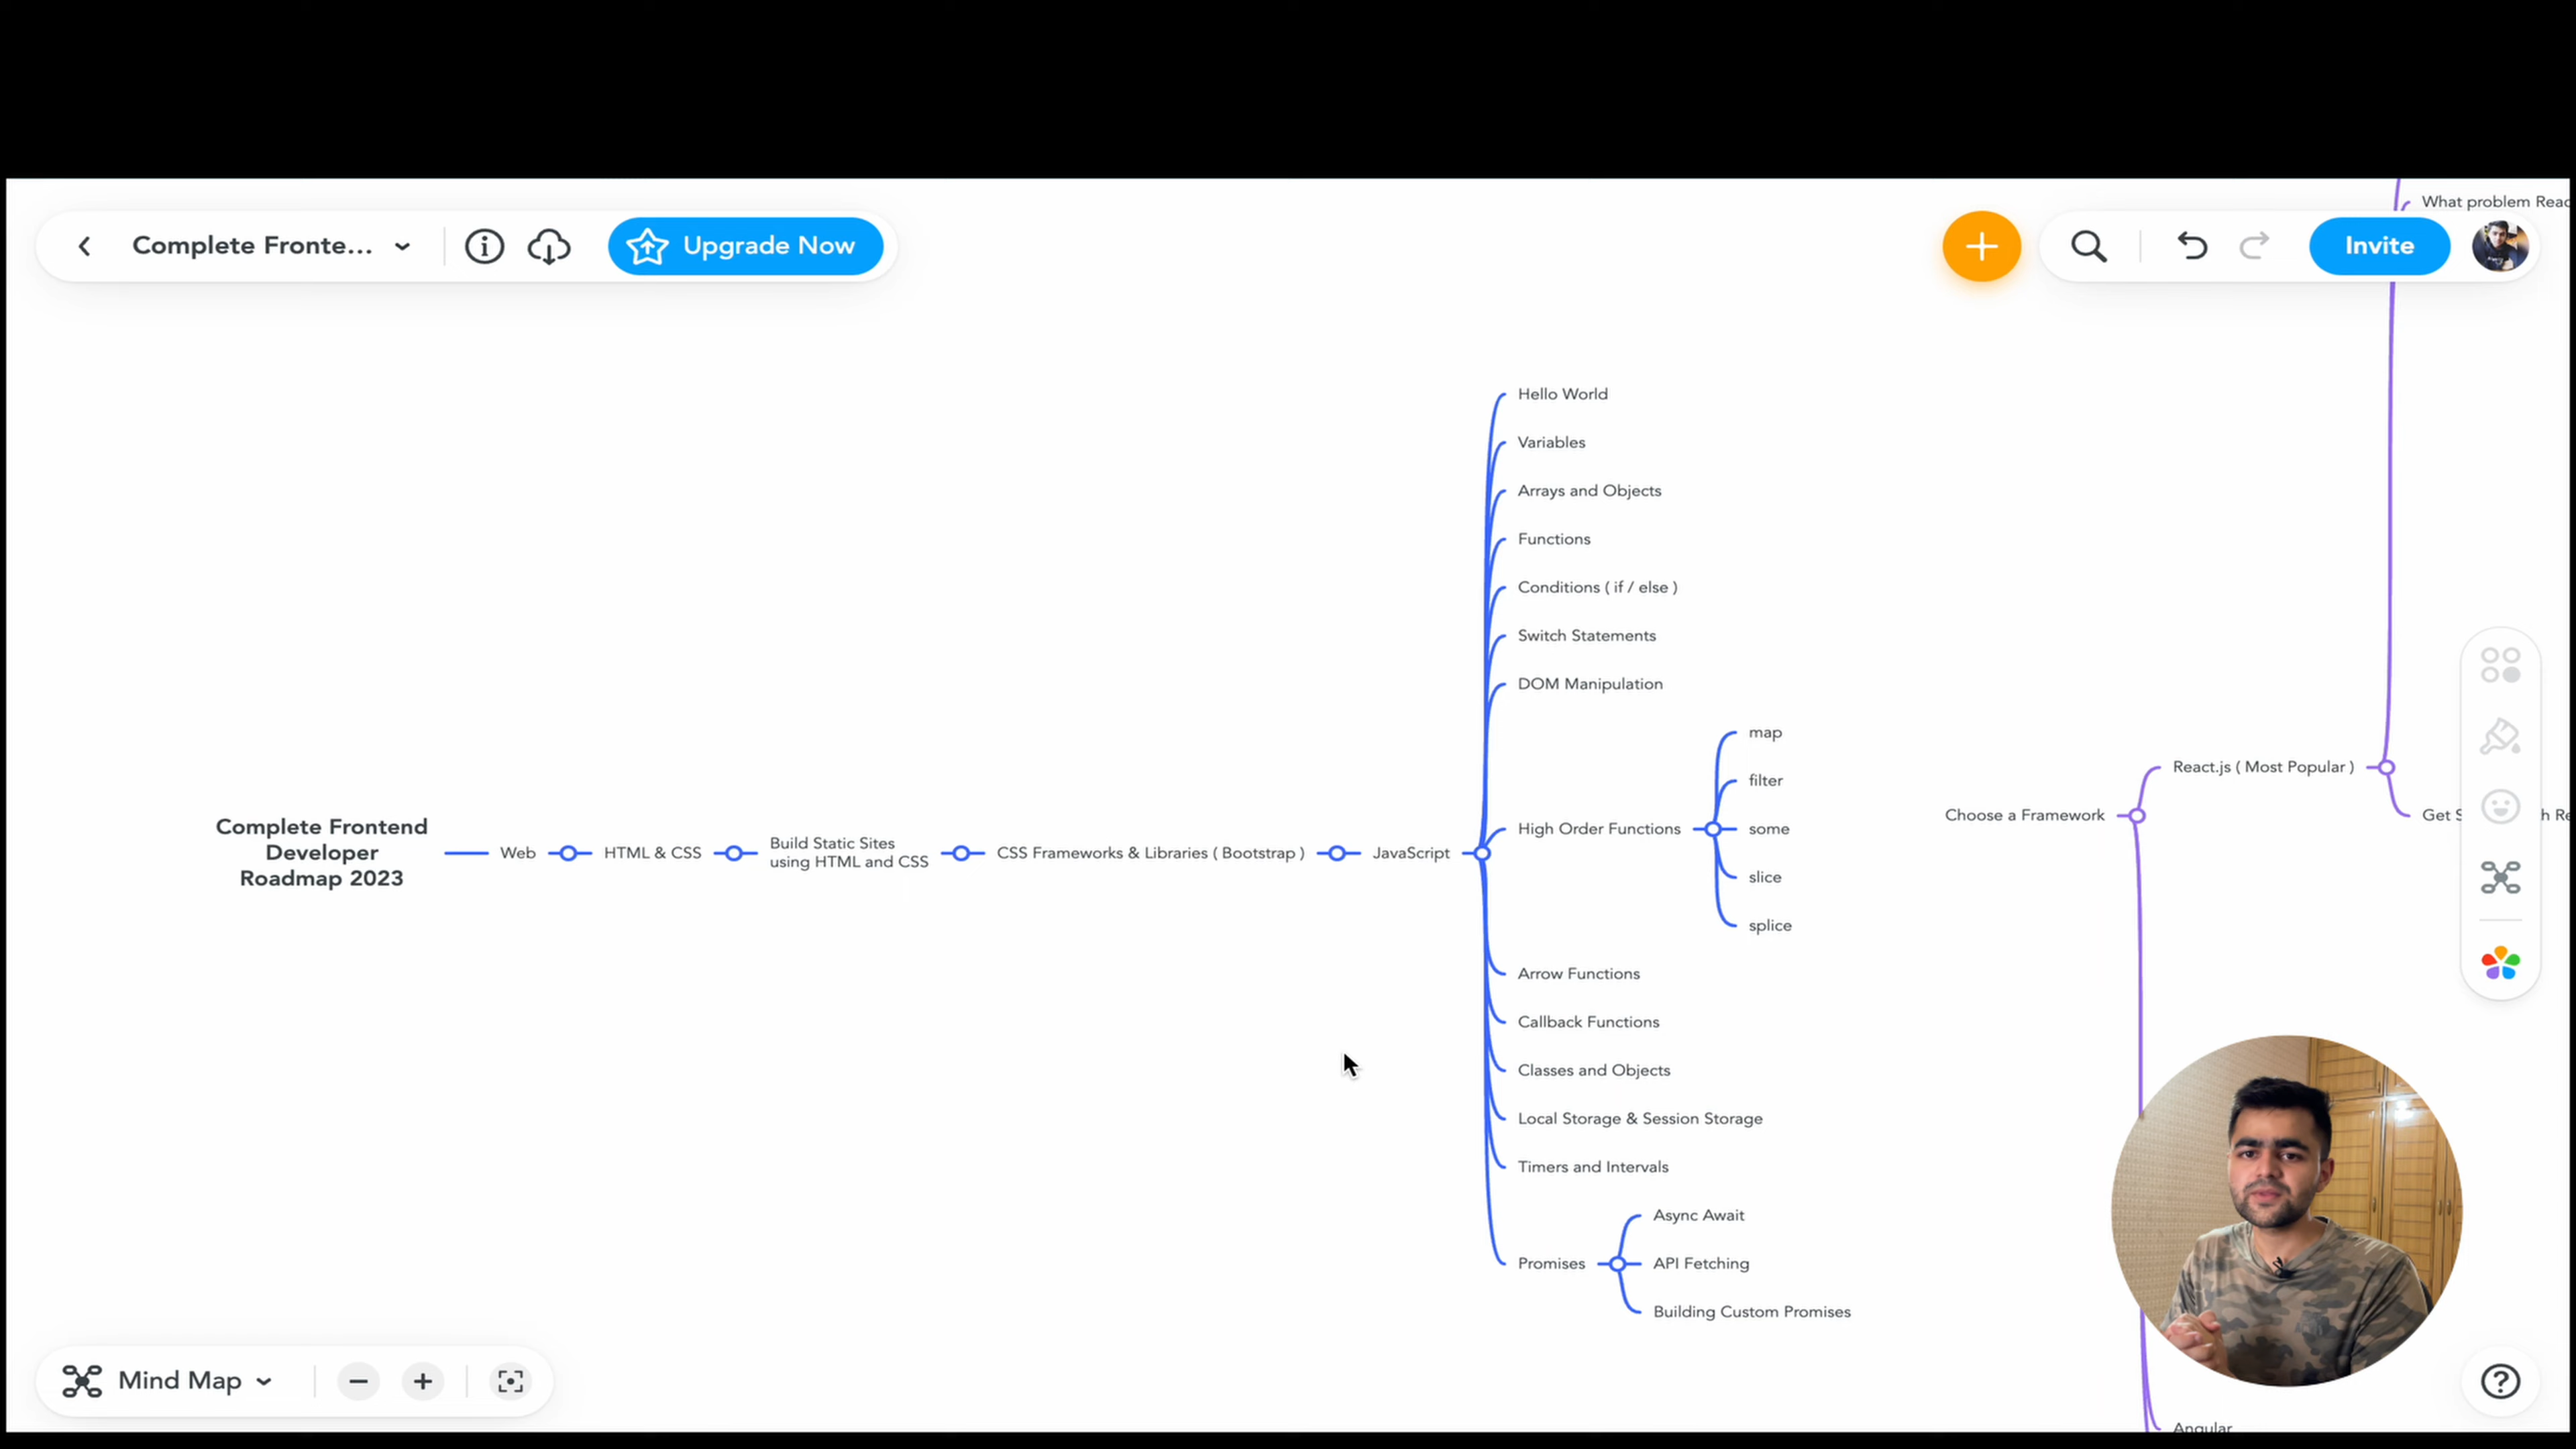 What problem Reac
Complete Fronte...
Upgrade Now
Invite
Hello World
Variables
Arrays and Objects
Functions
Conditions ( if / else )
Switch Statements
DOM Manipulation
map
filter
High Order Functions
some
slice
splice
React.js ( Most Popular )
Choose a Framework
Get S
h Re
Complete Frontend
Developer
Roadmap 2023
Web
HTML & CSS
Build Static Sites
using HTML and CSS
CSS Frameworks & Libraries ( Bootstrap )
JavaScript
Arrow Functions
Callback Functions
Classes and Objects
Local Storage & Session Storage
Timers and Intervals
Async Await
Promises
API Fetching
Building Custom Promises
Angular
Mind Map